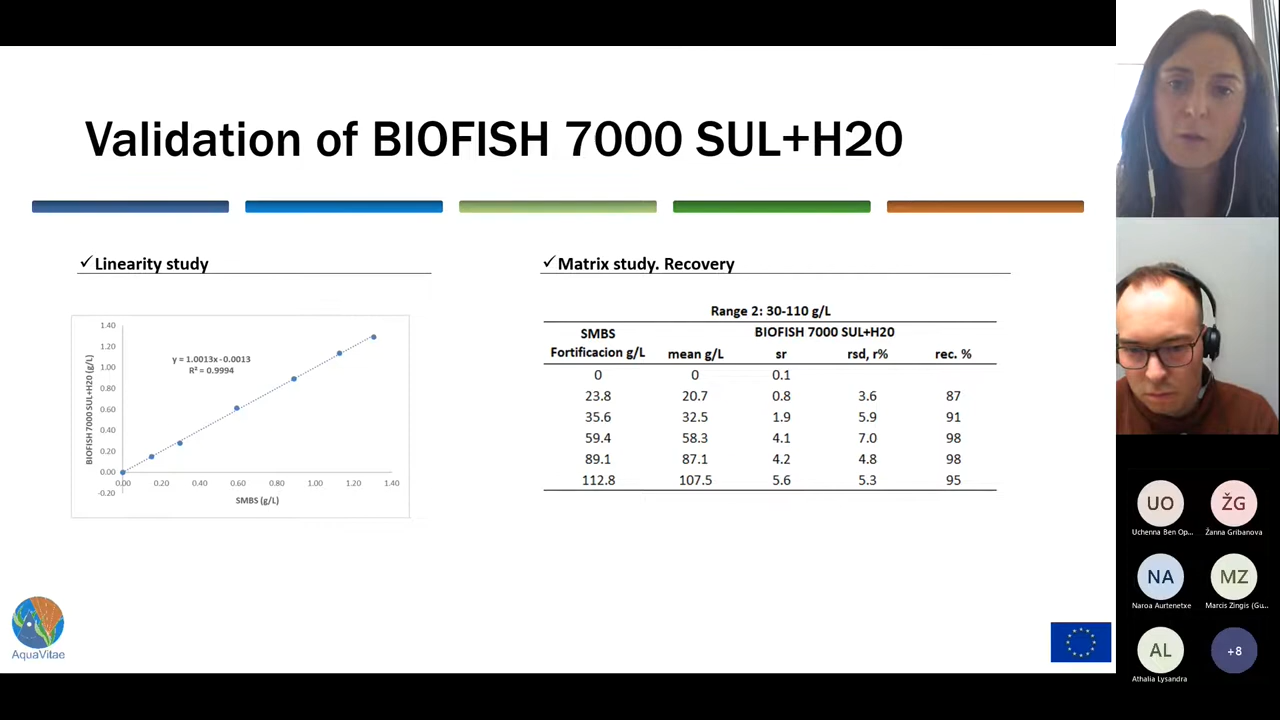 Validation of BIOFISH 7000 SUL+H20
✓Linearity study
✓Matrix study. Recovery
1.40
1.20
1.00
0.80
0.60
0.40
0.20
0.00
-0.20
BIOFISH 7000 SUL+H20 (g/L)
y = 1.0013x - 0.0013
R² = 0.9994
0.00 0.20 0.40 0.60 0.80 1.00 1.20 1.40
SMBS (g/L)
Range 2: 30-110 g/L
SMBS BIOFISH 7000 SUL+H20
Fortificacion g/L mean g/L sr rsd, r% rec. %
0 0 0.1
23.8 20.7 0.8 3.6 87
35.6 32.5 1.9 5.9 91
59.4 58.3 4.1 7.0 98
89.1 87.1 4.2 4.8 98
112.8 107.5 5.6 5.3 95
AquaVitae
UO ŽG
Uchenna Ben Op... Žanna Gribanova
NA MZ
Naroa Aurtenetxe Marcis Zingis (Gu...
AL +8
Athalia Lysandra